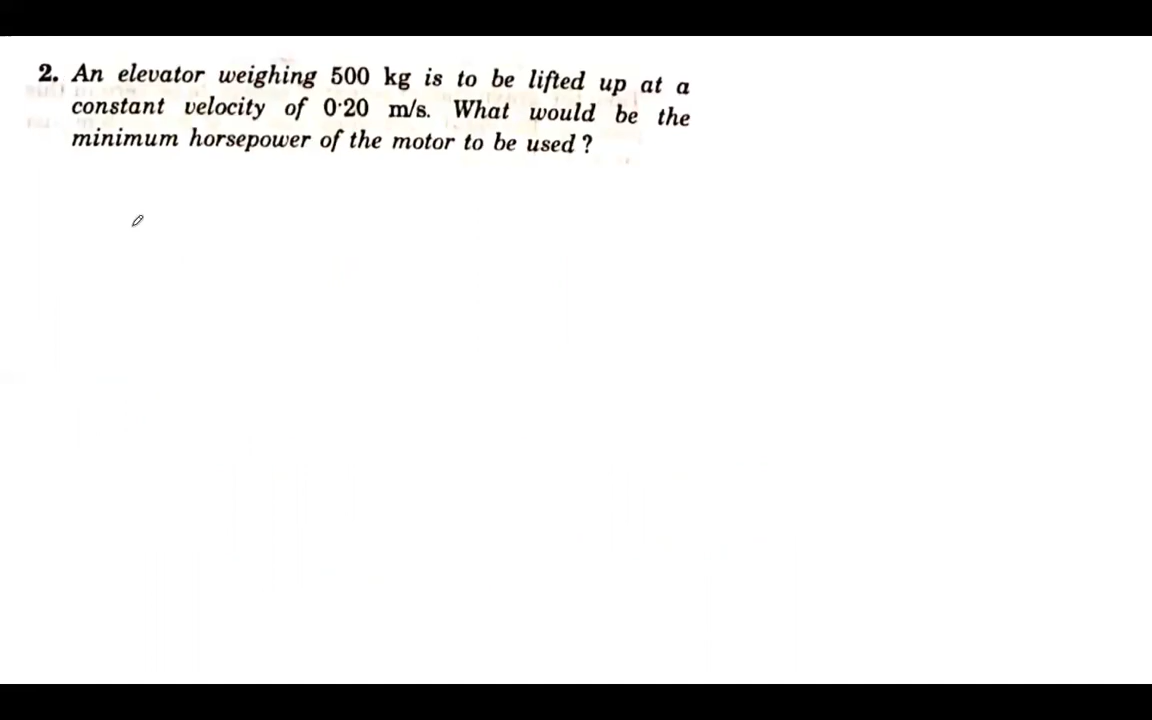 2. An elevator weighing 500 kg is to be lifted up at a
constant velocity of 0·20 m/s. What would be the
minimum horsepower of the motor to be used ?